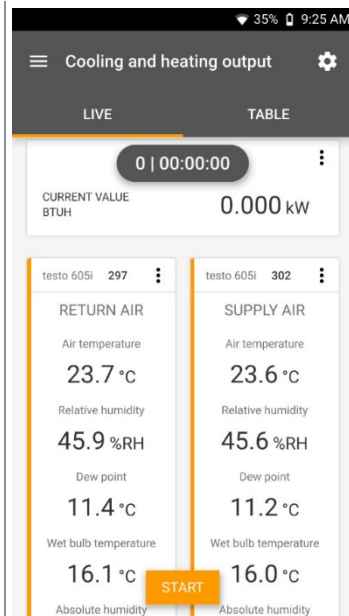 35% 9:25 AM
Cooling and heating output
LIVE TABLE
0 | 00:00:00
CURRENT VALUE
BTUH
0.000 kW
testo 605i 297
RETURN AIR
Air temperature
23.7 °C
Relative humidity
45.9 %RH
Dew point
11.4 °C
Wet bulb temperature
16.1 °C
Absolute humidity
testo 605i 302
SUPPLY AIR
Air temperature
23.6 °C
Relative humidity
45.6 %RH
Dew point
11.2 °C
Wet bulb temperature
16.0 °C
Absolute humidity
START